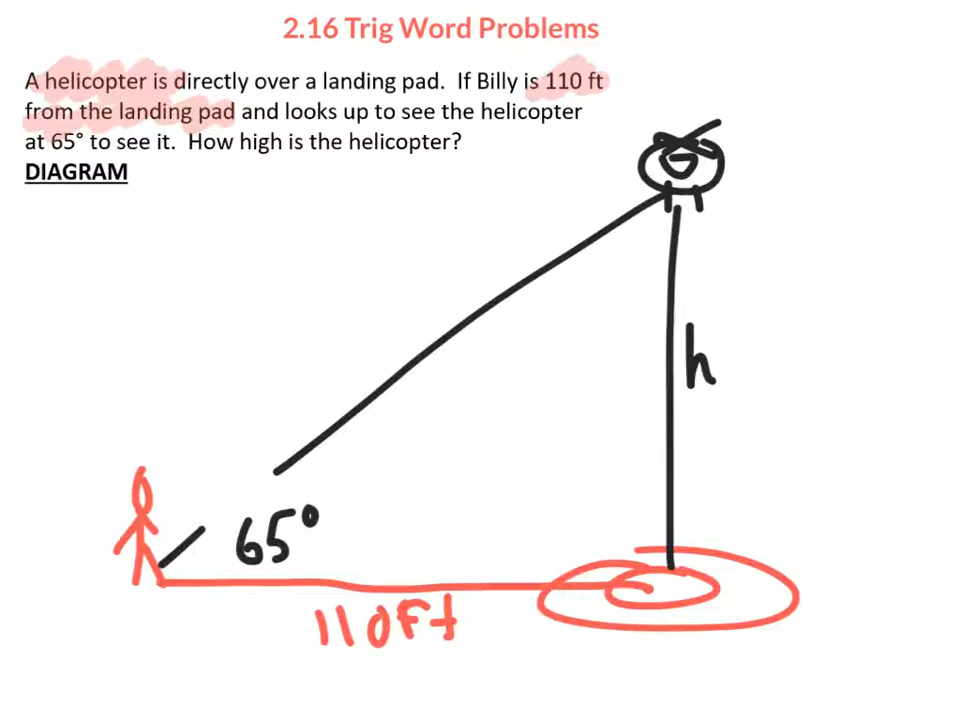 2.16 Trig Word Problems
A helicopter is directly over a landing pad.  If Billy is 110 ft
from the landing pad and looks up to see the helicopter
at 65° to see it.  How high is the helicopter?
DIAGRAM
h
65°
110Ft